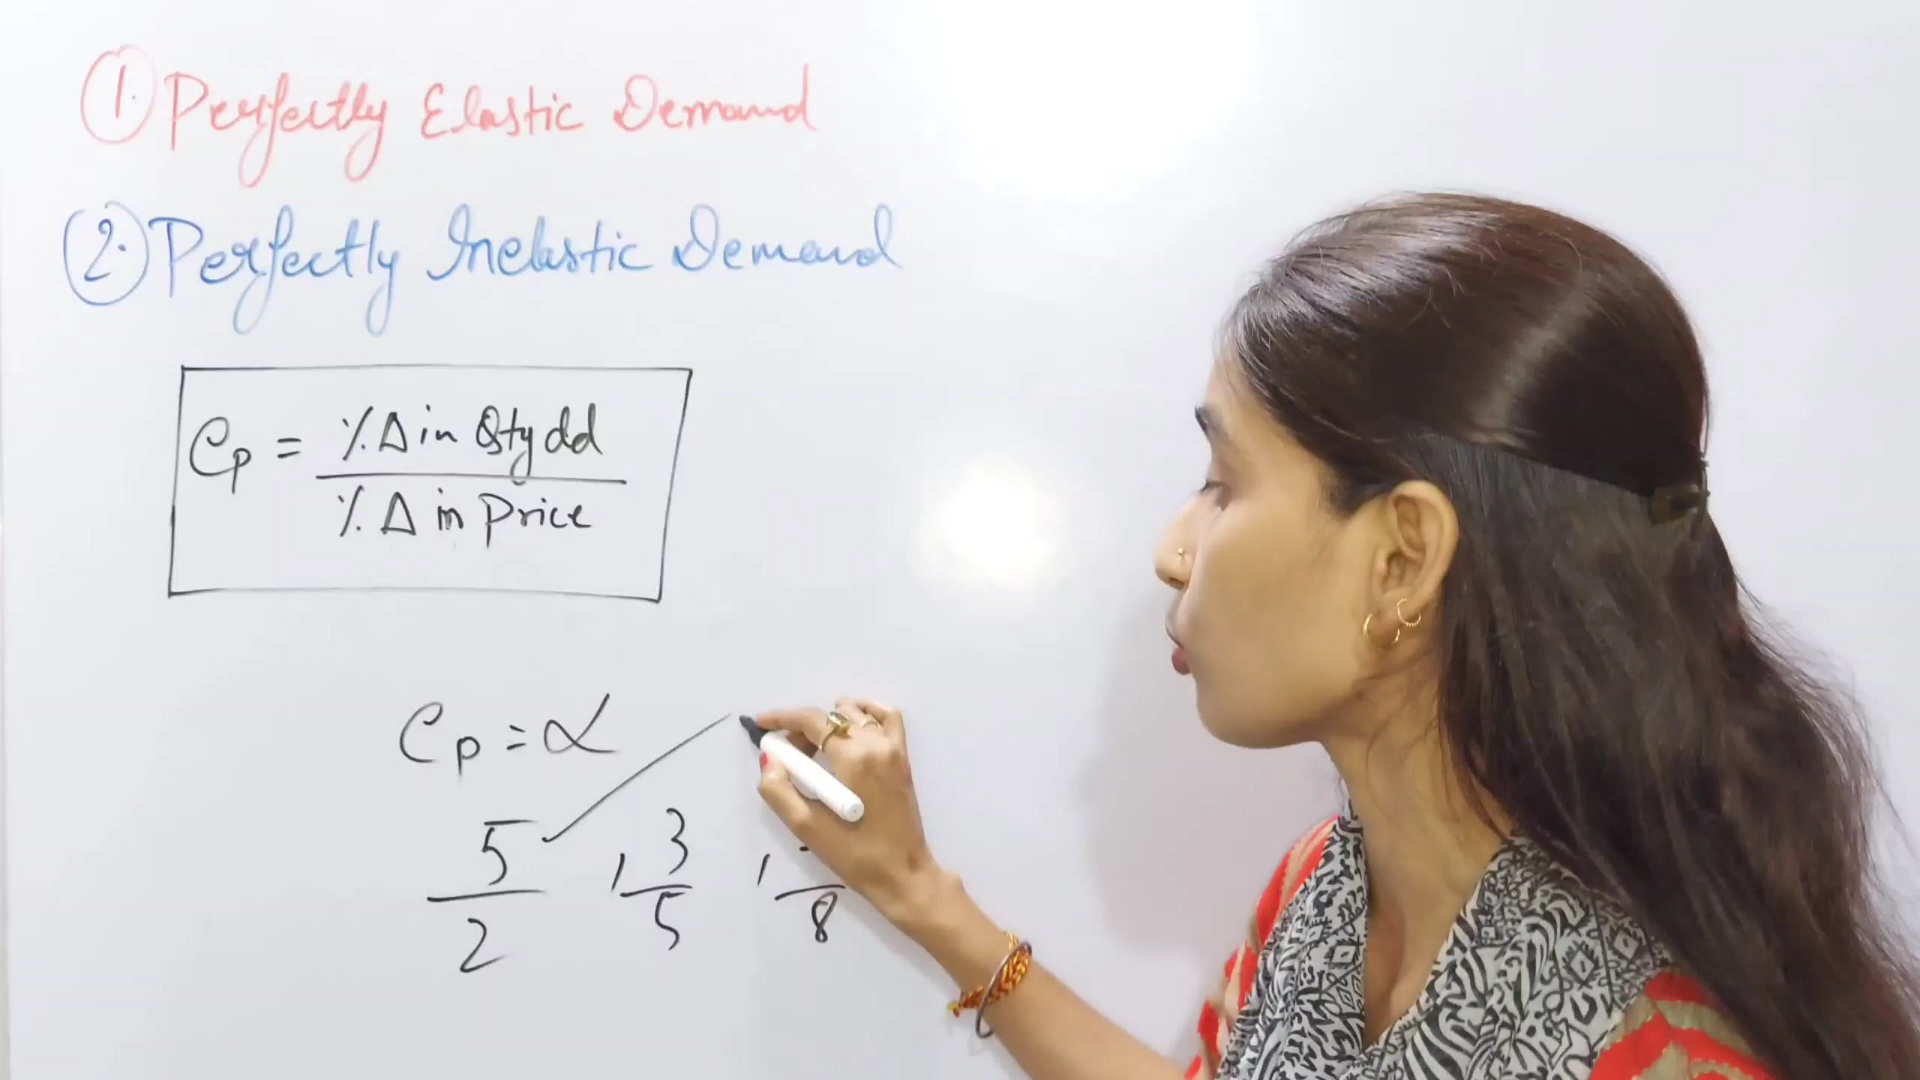 1. Perfectly Elastic Demand
2. Perfectly Inelastic Demand
ep = % Δ in Qty dd
% Δ in price
ep = α
5/2 , 3/5 , /8